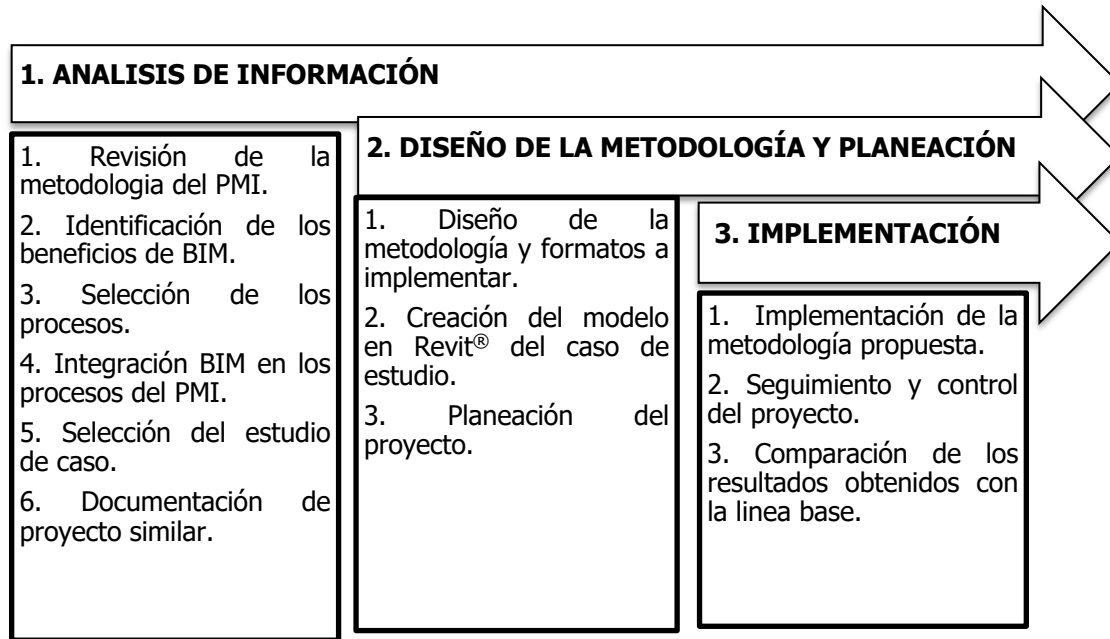 1. ANALISIS DE INFORMACIÓN
1. Revisión de la
metodologia del PMI.
2. Identificación de los
beneficios de BIM.
3. Selección de los
procesos.
4. Integración BIM en los
procesos del PMI.
5. Selección del estudio
de caso.
6. Documentación de
proyecto similar.
2. DISEÑO DE LA METODOLOGÍA Y PLANEACIÓN
1. Diseño de la
metodología y formatos a
implementar.
2. Creación del modelo
en Revit® del caso de
estudio.
3. Planeación del
proyecto.
3. IMPLEMENTACIÓN
1. Implementación de la
metodología propuesta.
2. Seguimiento y control
del proyecto.
3. Comparación de los
resultados obtenidos con
la linea base.